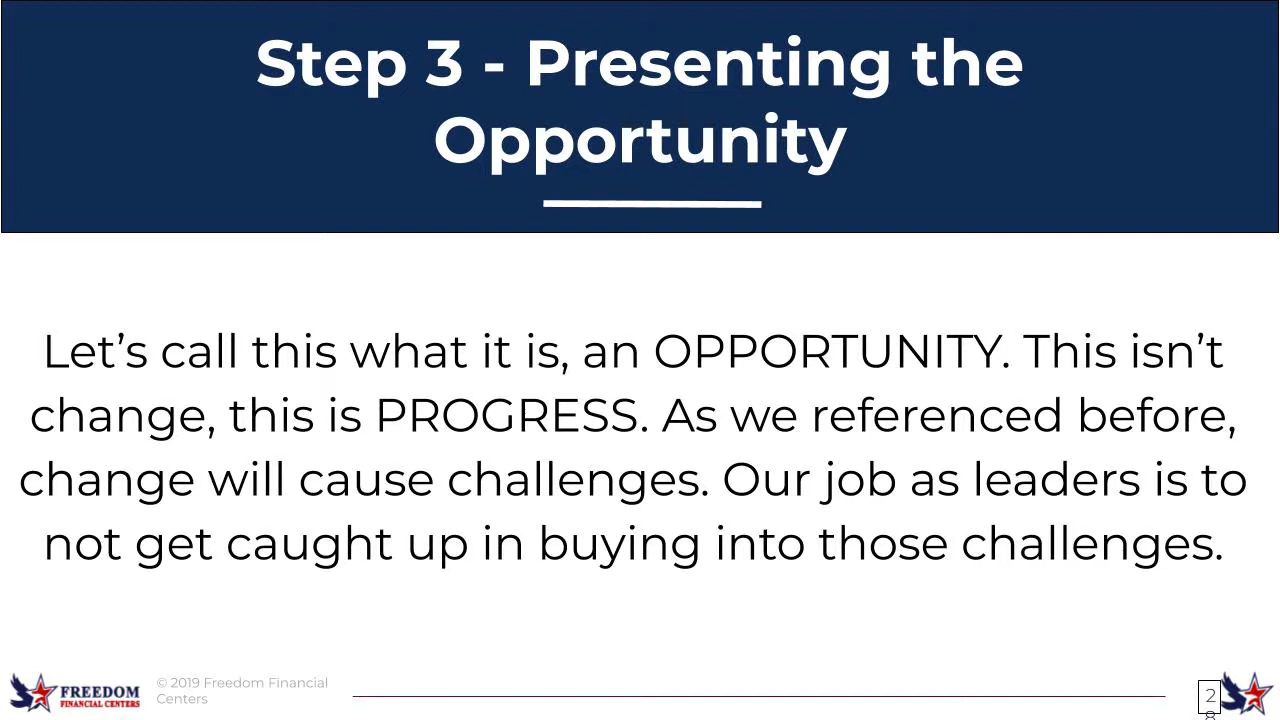 Step 3 - Presenting the
Opportunity
Let’s call this what it is, an OPPORTUNITY. This isn’t
change, this is PROGRESS. As we referenced before,
change will cause challenges. Our job as leaders is to
not get caught up in buying into those challenges.
FREEDOM
FINANCIAL CENTERS
© 2019 Freedom Financial
Centers
2
8